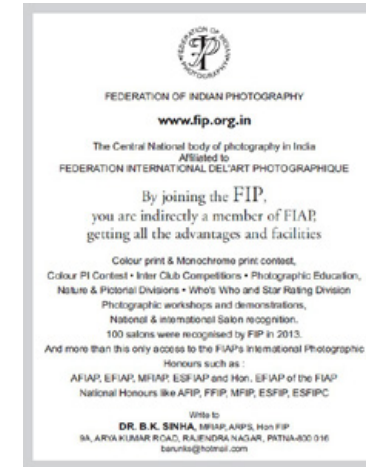 FEDERATION OF INDIAN PHOTOGRAPHY
FEDERATION OF INDIAN PHOTOGRAPHY
www.fip.org.in
The Central National body of photography in India
Affiliated to
FEDERATION INTERNATIONAL DEL'ART PHOTOGRAPHIQUE
By joining the FIP,
you are indirectly a member of FIAP,
getting all the advantages and facilities
Colour print & Monochrome print contest,
Colour PI Contest • Inter Club Competitions • Photographic Education,
Nature & Pictorial Divisions • Who's Who and Star Rating Division
Photographic workshops and demonstrations,
National & international Salon recognition.
100 salons were recognised by FIP in 2013.
And more than this only access to the FIAP's International Photographic
Honours such as :
AFIAP, EFIAP, MFIAP, ESFIAP and Hon. EFIAP of the FIAP
National Honours like AFIP, FFIP, MFIP, ESFIP, ESFIPC
Write to
DR. B.K. SINHA, MFIAP, ARPS, Hon FIP
9A, ARYA KUMAR ROAD, RAJENDRA NAGAR, PATNA-800 016
barunks@hotmail.com